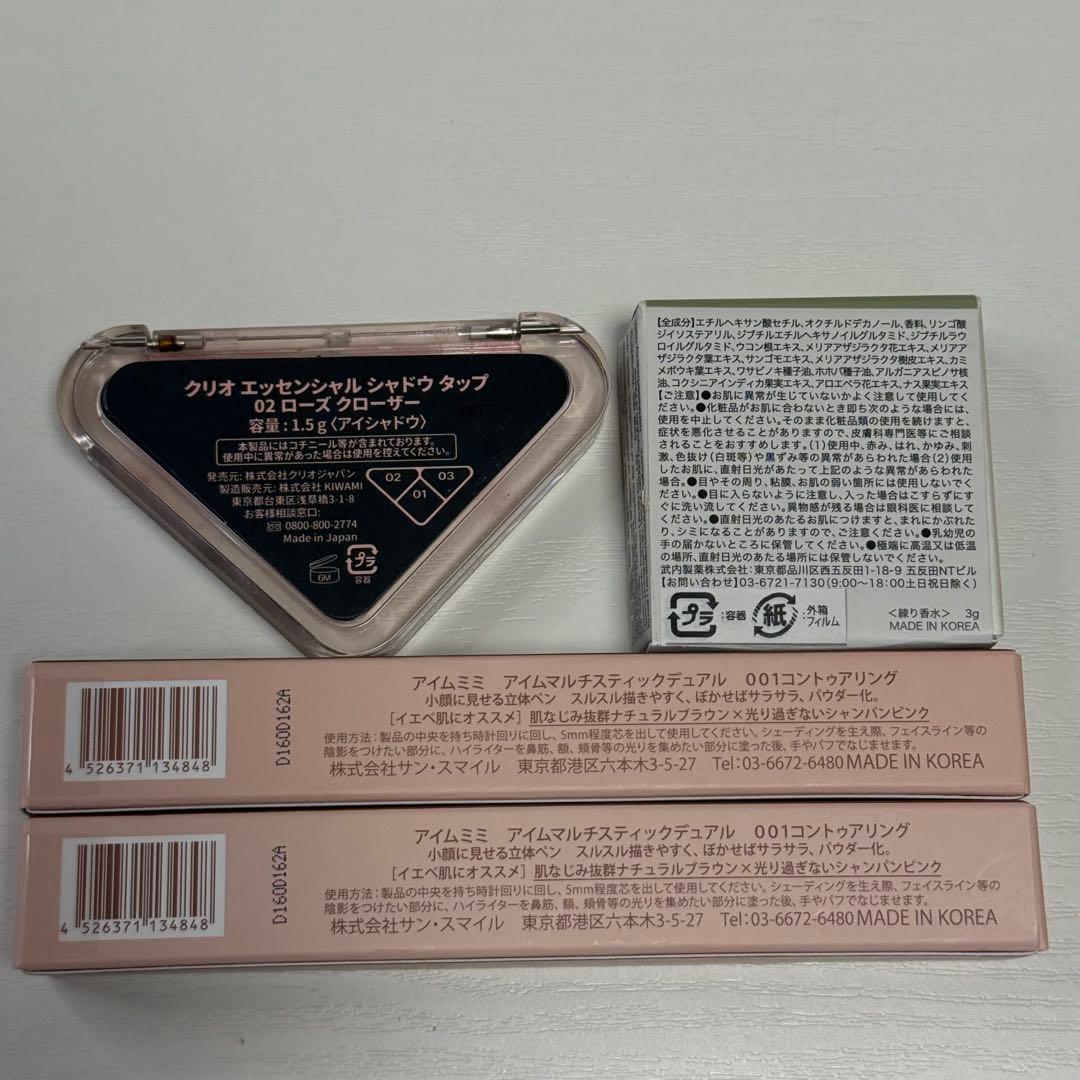 クリオ エッセンシャル シャドウ タップ
02 ローズ クローザー
容量：1.5g〈アイシャドウ〉
本製品にはコチニール等が含まれております。
使用中に異常があった場合は使用を控えてください。
発売元：株式会社クリオジャパン
製造販売元：株式会社 KIWAMI
東京都台東区浅草橋3-1-8
お客様相談窓口：
0800-800-2774
Made in Japan
02
03
01
6M
プラ
容器
【全成分】エチルヘキサン酸セチル、オクチルドデカノール、香料、リンゴ酸
ジイソステアリル、ジブチルエチルヘキサノイルグルタミド、ジブチルラウ
ロイルグルタミド、ウコン根エキス、メリアアザジラクタ花エキス、メリアア
ザジラクタ葉エキス、サンゴモエキス、メリアアザジラクタ樹皮エキス、カミ
メボウキ葉エキス、ワサビノキ種子油、ホホバ種子油、アルガニアスピノサ核
油、コクシニアインディカ果実エキス、アロエベラ花エキス、ナス果実エキス
【ご注意】●お肌に異常が生じていないかよく注意して使用してく
ださい。●化粧品がお肌に合わないとき即ち次のような場合には、
使用を中止してください。そのまま化粧品類の使用を続けますと、
症状を悪化させることがありますので、皮膚科専門医等にご相談
されることをおすすめします。(1)使用中、赤み、はれ、かゆみ、刺
激、色抜け(白斑等)や黒ずみ等の異常があらわれた場合(2)使用
したお肌に、直射日光があたって上記のような異常があらわれた
場合。●目やその周り、粘膜、お肌の弱い箇所には使用しないでく
ださい。●目に入らないように注意し、入った場合はこすらずにす
ぐに洗い流してください。異物感が残る場合は眼科医に相談して
ください。●直射日光のあたるお肌につけますと、まれにかぶれた
り、シミになることがありますので、ご注意ください。●乳幼児の
手の届かないところに保管してください。●極端に高温又は低温
の場所、直射日光のあたる場所には保管しないでください。
武内製薬株式会社：東京都品川区西五反田1-18-9 五反田NTビル
【お問い合わせ】03-6721-7130(9:00〜18:00土日祝日除く)
プラ
：容器
紙
：外箱
フィルム
＜練り香水＞ 3g
MADE IN KOREA
4 526371 134848
D160D162A
アイムミミ アイムマルチスティックデュアル 001コントゥアリング
小顔に見せる立体ペン スルスル描きやすく、ぼかせばサラサラ、パウダー化。
［イエベ肌にオススメ］肌なじみ抜群ナチュラルブラウン×光り過ぎないシャンパンピンク
使用方法：製品の中央を持ち時計回りに回し、5mm程度芯を出して使用してください。シェーディングを生え際、フェイスライン等の
陰影をつけたい部分に、ハイライターを鼻筋、額、頬骨等の光りを集めたい部分に塗った後、手やパフでなじませます。
株式会社サン・スマイル 東京都港区六本木3-5-27 Tel：03-6672-6480 MADE IN KOREA
4 526371 134848
D160D162A
アイムミミ アイムマルチスティックデュアル 001コントゥアリング
小顔に見せる立体ペン スルスル描きやすく、ぼかせばサラサラ、パウダー化。
［イエベ肌にオススメ］肌なじみ抜群ナチュラルブラウン×光り過ぎないシャンパンピンク
使用方法：製品の中央を持ち時計回りに回し、5mm程度芯を出して使用してください。シェーディングを生え際、フェイスライン等の
陰影をつけたい部分に、ハイライターを鼻筋、額、頬骨等の光りを集めたい部分に塗った後、手やパフでなじませます。
株式会社サン・スマイル 東京都港区六本木3-5-27 Tel：03-6672-6480 MADE IN KOREA